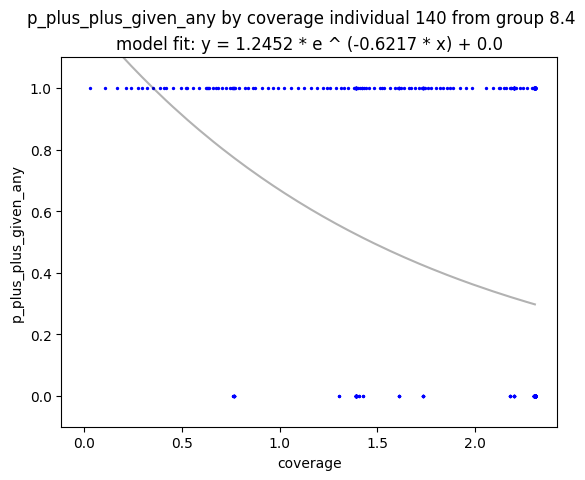 p_plus_plus_given_any by coverage individual 140 from group 8.4
model fit: y = 1.2452 * e ^ (-0.6217 * x) + 0.0
1.0
0.8
0.6
0.4
0.2
0.0
p_plus_plus_given_any
0.0 0.5 1.0 1.5 2.0
coverage